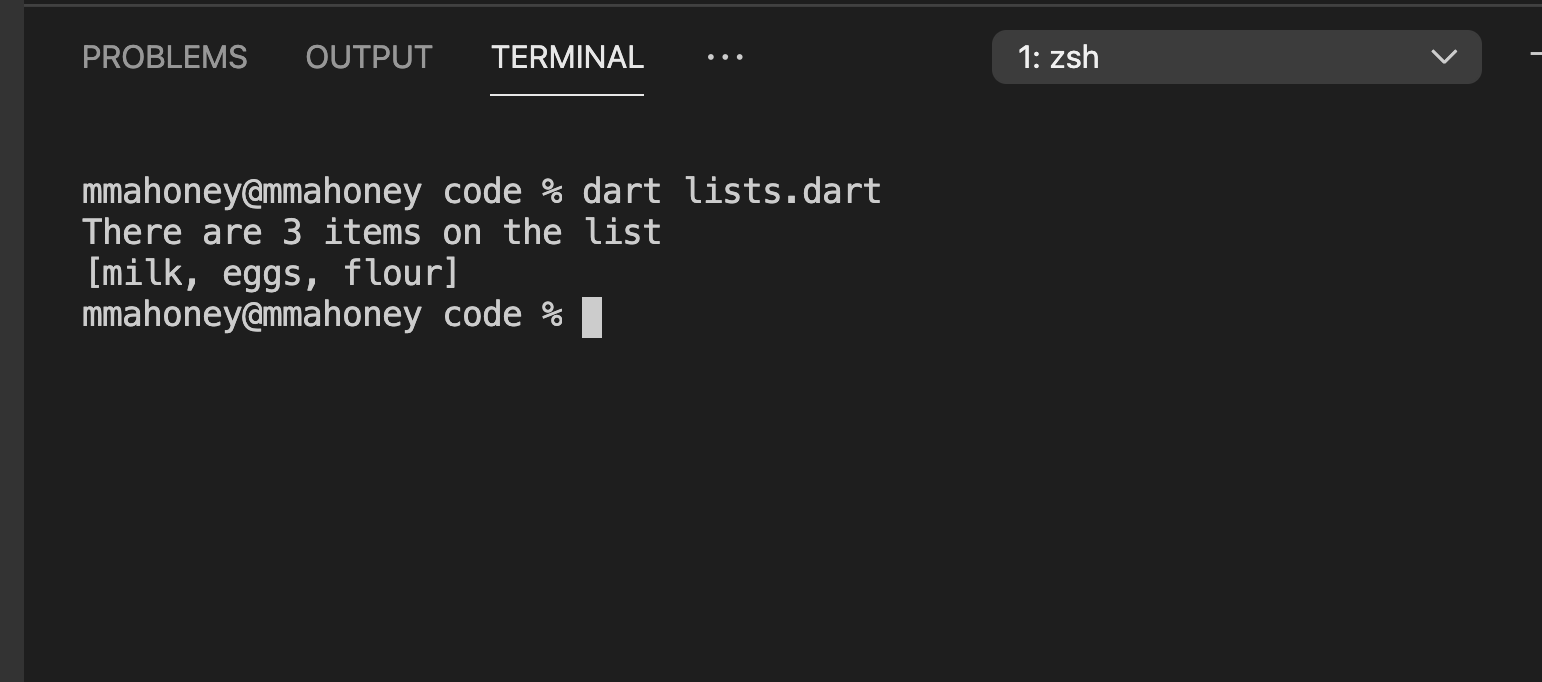 PROBLEMS OUTPUT TERMINAL ... 1: zsh
mmahoney@mmahoney code % dart lists.dart
There are 3 items on the list
[milk, eggs, flour]
mmahoney@mmahoney code %